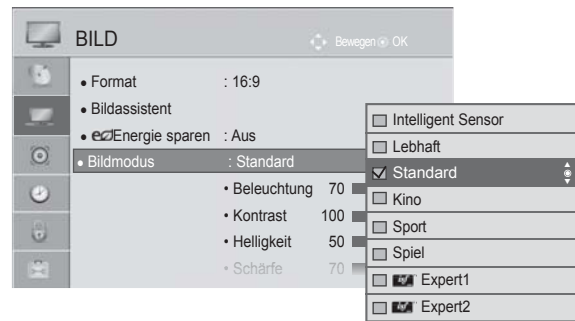 BILD
Bewegen OK
• Format : 16:9
• Bildassistent
• eco Energie sparen : Aus
• Bildmodus : Standard
• Beleuchtung 70
• Kontrast 100
• Helligkeit 50
• Schärfe 70
Intelligent Sensor
Lebhaft
Standard
Kino
Sport
Spiel
Expert1
Expert2